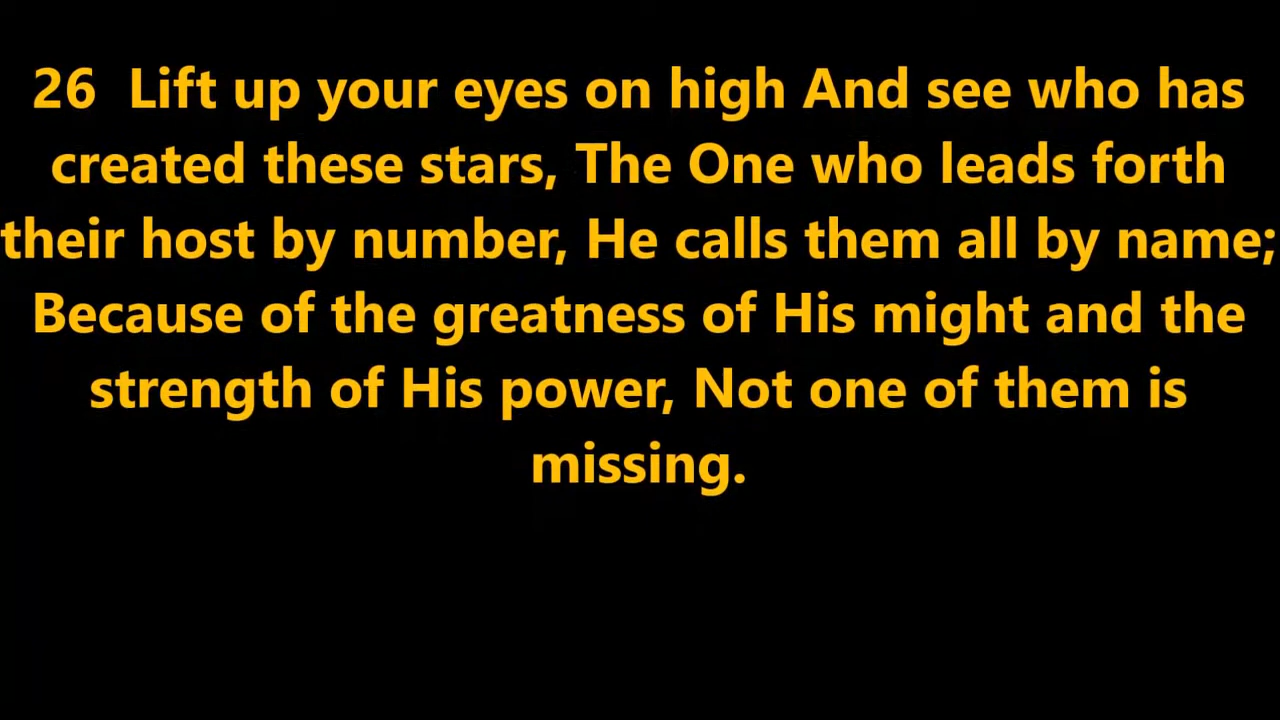 26  Lift up your eyes on high And see who has
created these stars, The One who leads forth
their host by number, He calls them all by name;
Because of the greatness of His might and the
strength of His power, Not one of them is
missing.